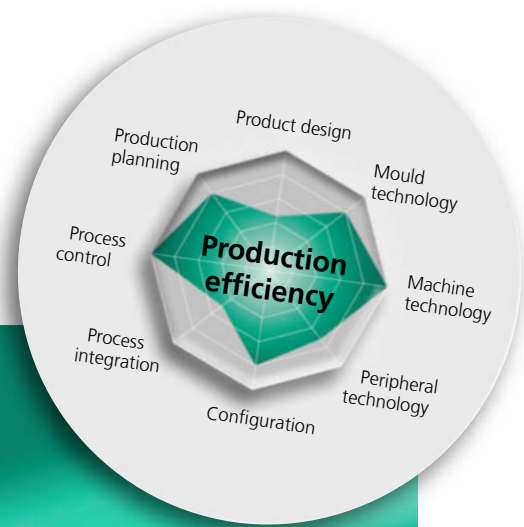 Product design
Mould
technology
Machine
technology
Peripheral
technology
Configuration
Process
integration
Process
control
Production
planning
Production
efficiency